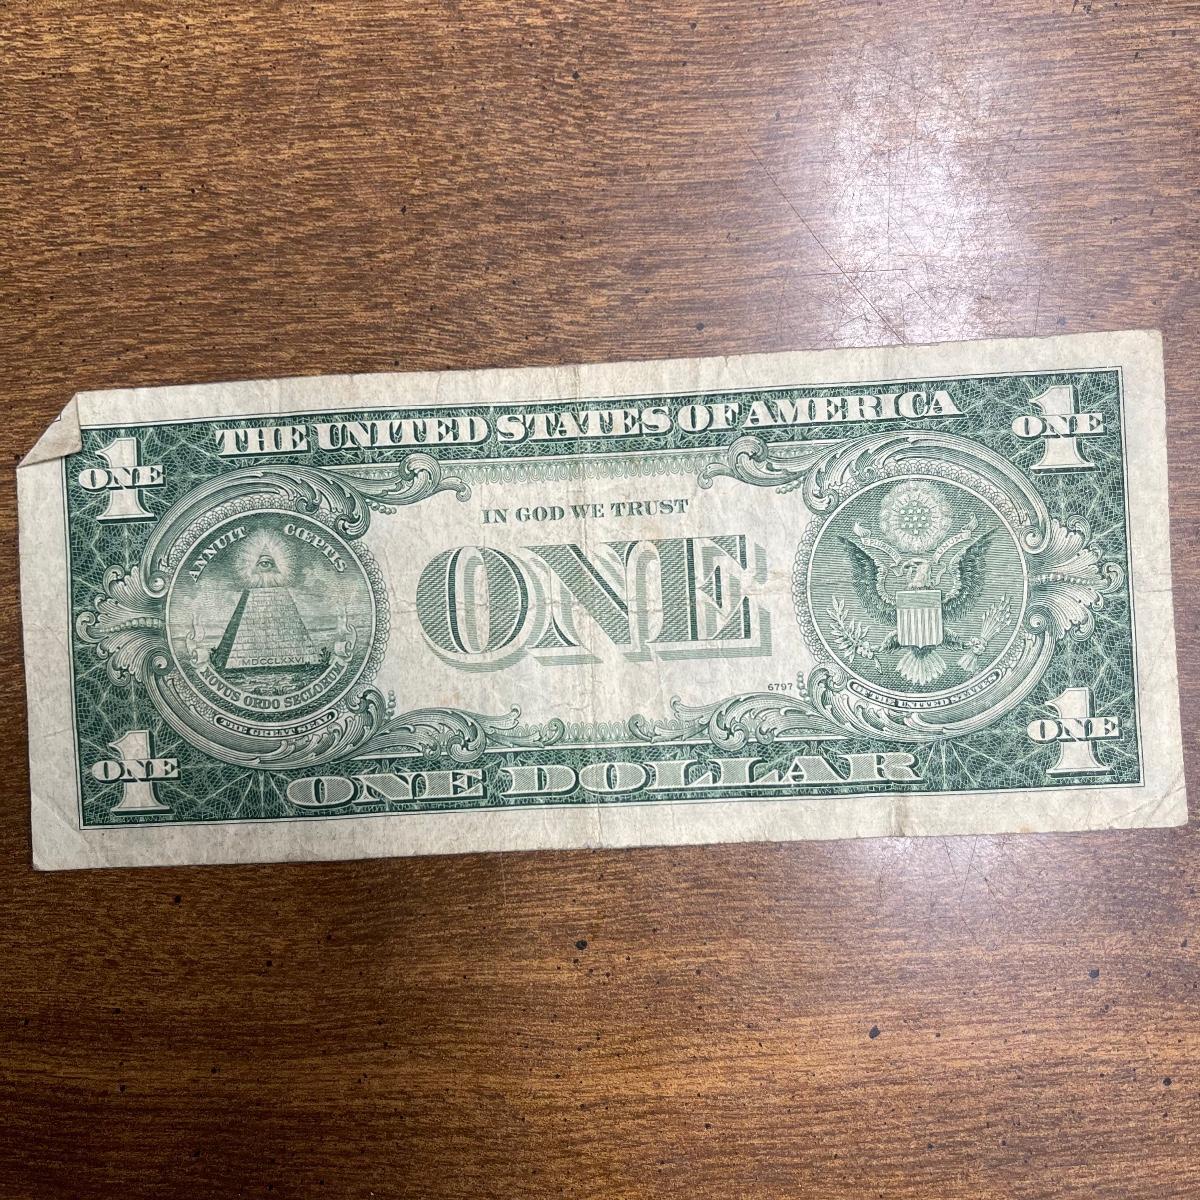 THE UNITED STATES OF AMERICA
1
ONE
1
ONE
IN GOD WE TRUST
ANNUIT CŒPTIS
ONE
MDCCLXXVI
NOVUS ORDO SECLORUM
6797
THE GREAT SEAL
OF THE UNITED STATES
1
ONE
1
ONE
ONE DOLLAR